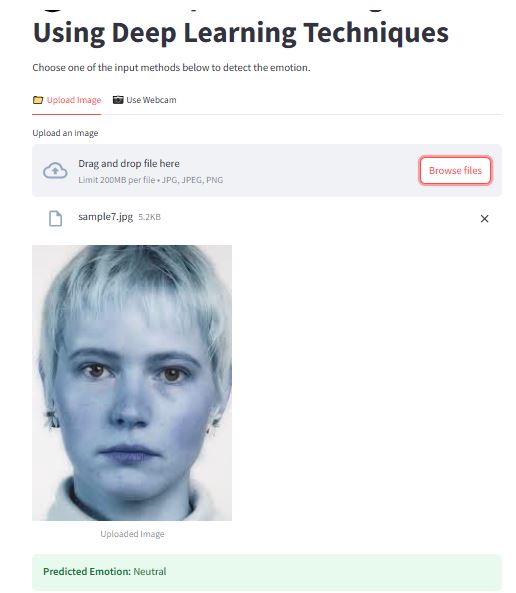 Using Deep Learning Techniques
Choose one of the input methods below to detect the emotion.
Upload Image Use Webcam
Upload an image
Drag and drop file here
Limit 200MB per file • JPG, JPEG, PNG
Browse files
sample7.jpg 5.2KB
Uploaded Image
Predicted Emotion: Neutral